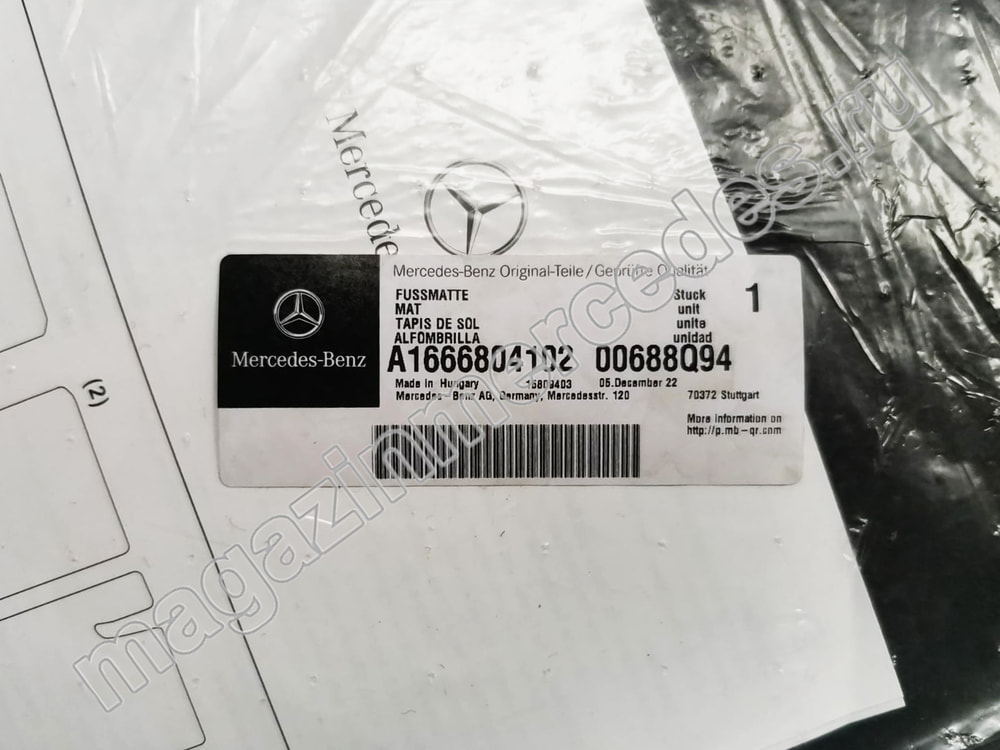 Mercedes
Mercedes-Benz
Mercedes-Benz Original-Teile/Geprüfte Qualität
FUSSMATTE Stuck 1
MAT unit
TAPIS DE SOL unite
ALFOMBRILLA unidad
A1666804102 00688Q94
Made in Hungary 15809403 05.December 22
Mercedes-Benz AG, Germany, Mercedesstr. 120 70372 Stuttgart
More information on
http://p.mb-qr.com
(2)
magazinmercedes.ru